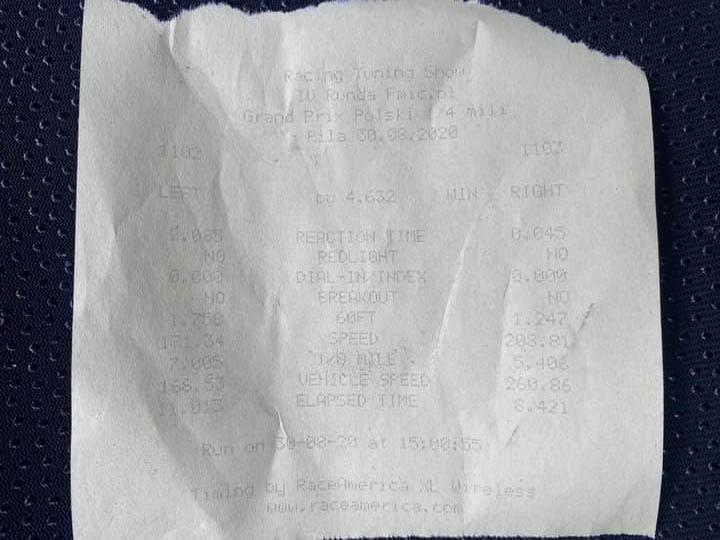 Racing Tuning Show
IV Runda Fmic.pl
Grand Prix Polski 1/4 mili
Pila 30.08.2020
1102 1103
LEFT by 4.632 WIN RIGHT
2.085 REACTION TIME 0.045
NO REDLIGHT NO
0.000 DIAL-IN/INDEX 0.000
NO BREAKOUT NO
60FT 1.247
171.34 SPEED 203.81
7.005 1/8 MILE 5.406
168.53 VEHICLE SPEED 260.86
11.013 ELAPSED TIME 8.421
Run on 30-08-20 at 15:00:55
Timing by RaceAmerica XL Wireless
www.raceamerica.com